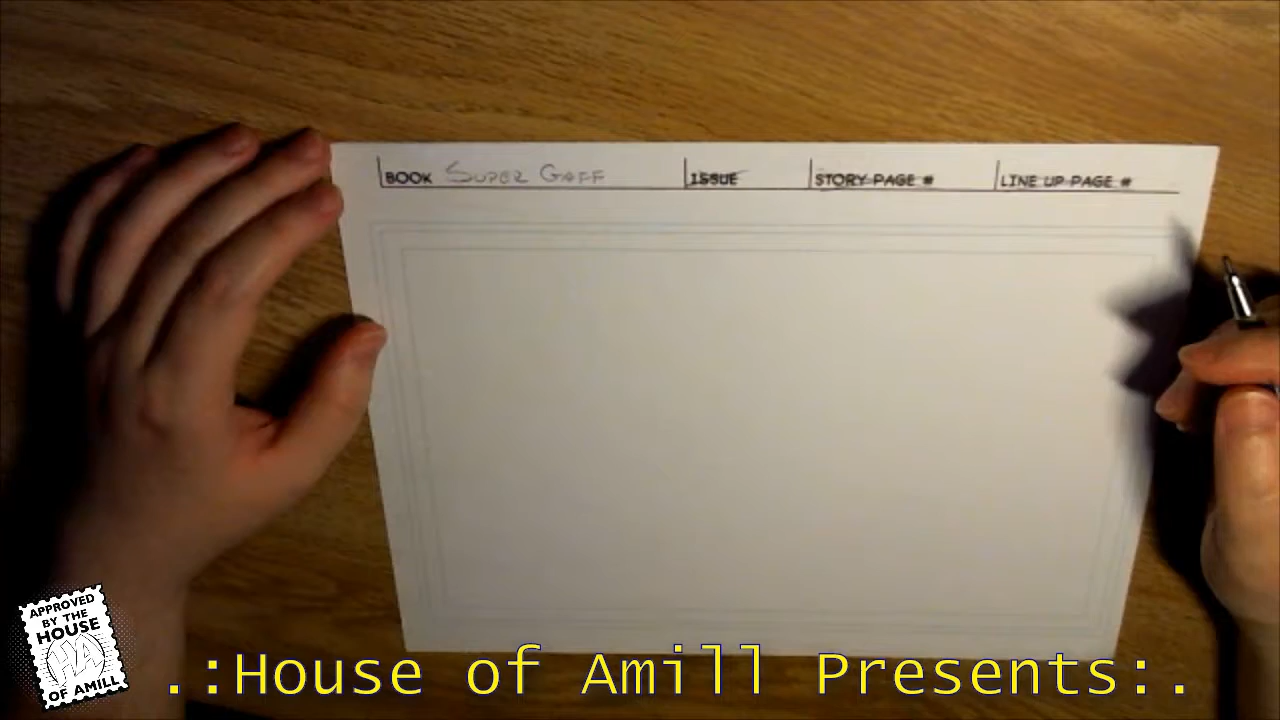 BOOK SUPER GAFF ISSUE STORY PAGE # LINE UP PAGE #
APPROVED
BY THE
HOUSE
HA
OF AMILL
.:House of Amill Presents:.